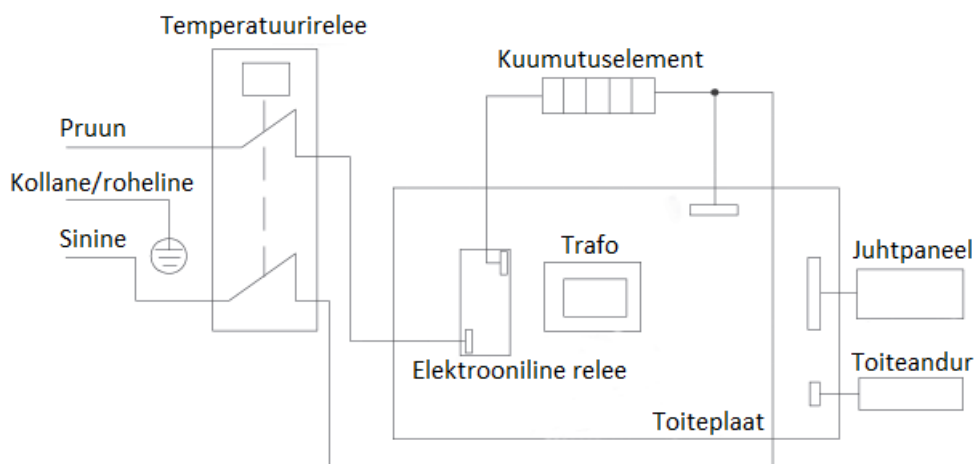 Temperatuurirelee
Kuumutuselement
Pruun
Kollane/roheline
Sinine
Trafo
Juhtpaneel
Elektrooniline relee
Toiteandur
Toiteplaat